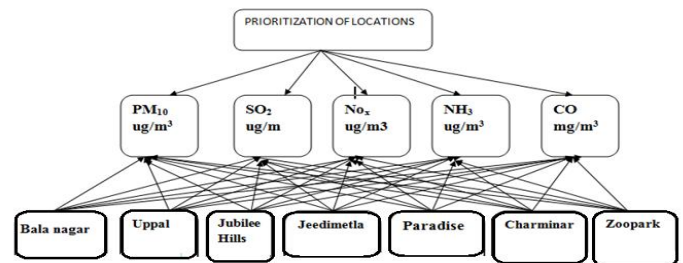 PRIORITIZATION OF LOCATIONS
PM₁₀
ug/m³
SO₂
ug/m
Noₓ
ug/m3
NH₃
ug/m³
CO
mg/m³
Bala nagar
Uppal
Jubilee
Hills
Jeedimetla
Paradise
Charminar
Zoopark